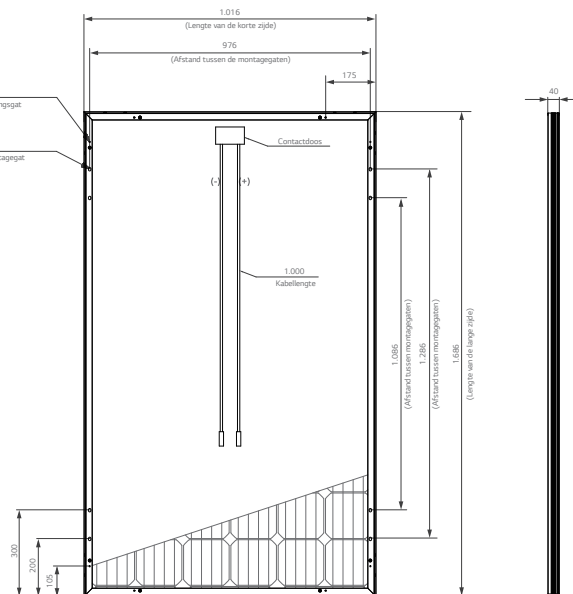 1.016
(Lengte van de korte zijde)
976
(Afstand tussen de montagegaten)
175
40
ngsgat
Contactdoos
tagegat
(-)
(+)
1.000
Kabellengte
1.086
(Afstand tussen montagegaten)
1.286
(Afstand tussen montagegaten)
1.686
(Lengte van de lange zijde)
300
200
105